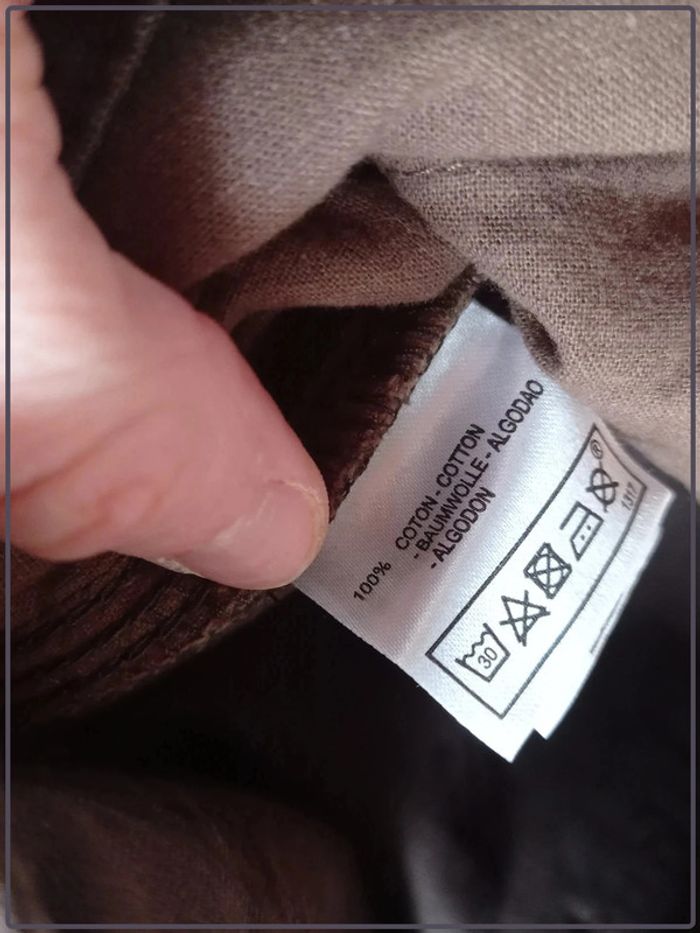 100% COTON - COTTON
- BAUMWOLLE - ALGODAO
- ALGODON
30
®